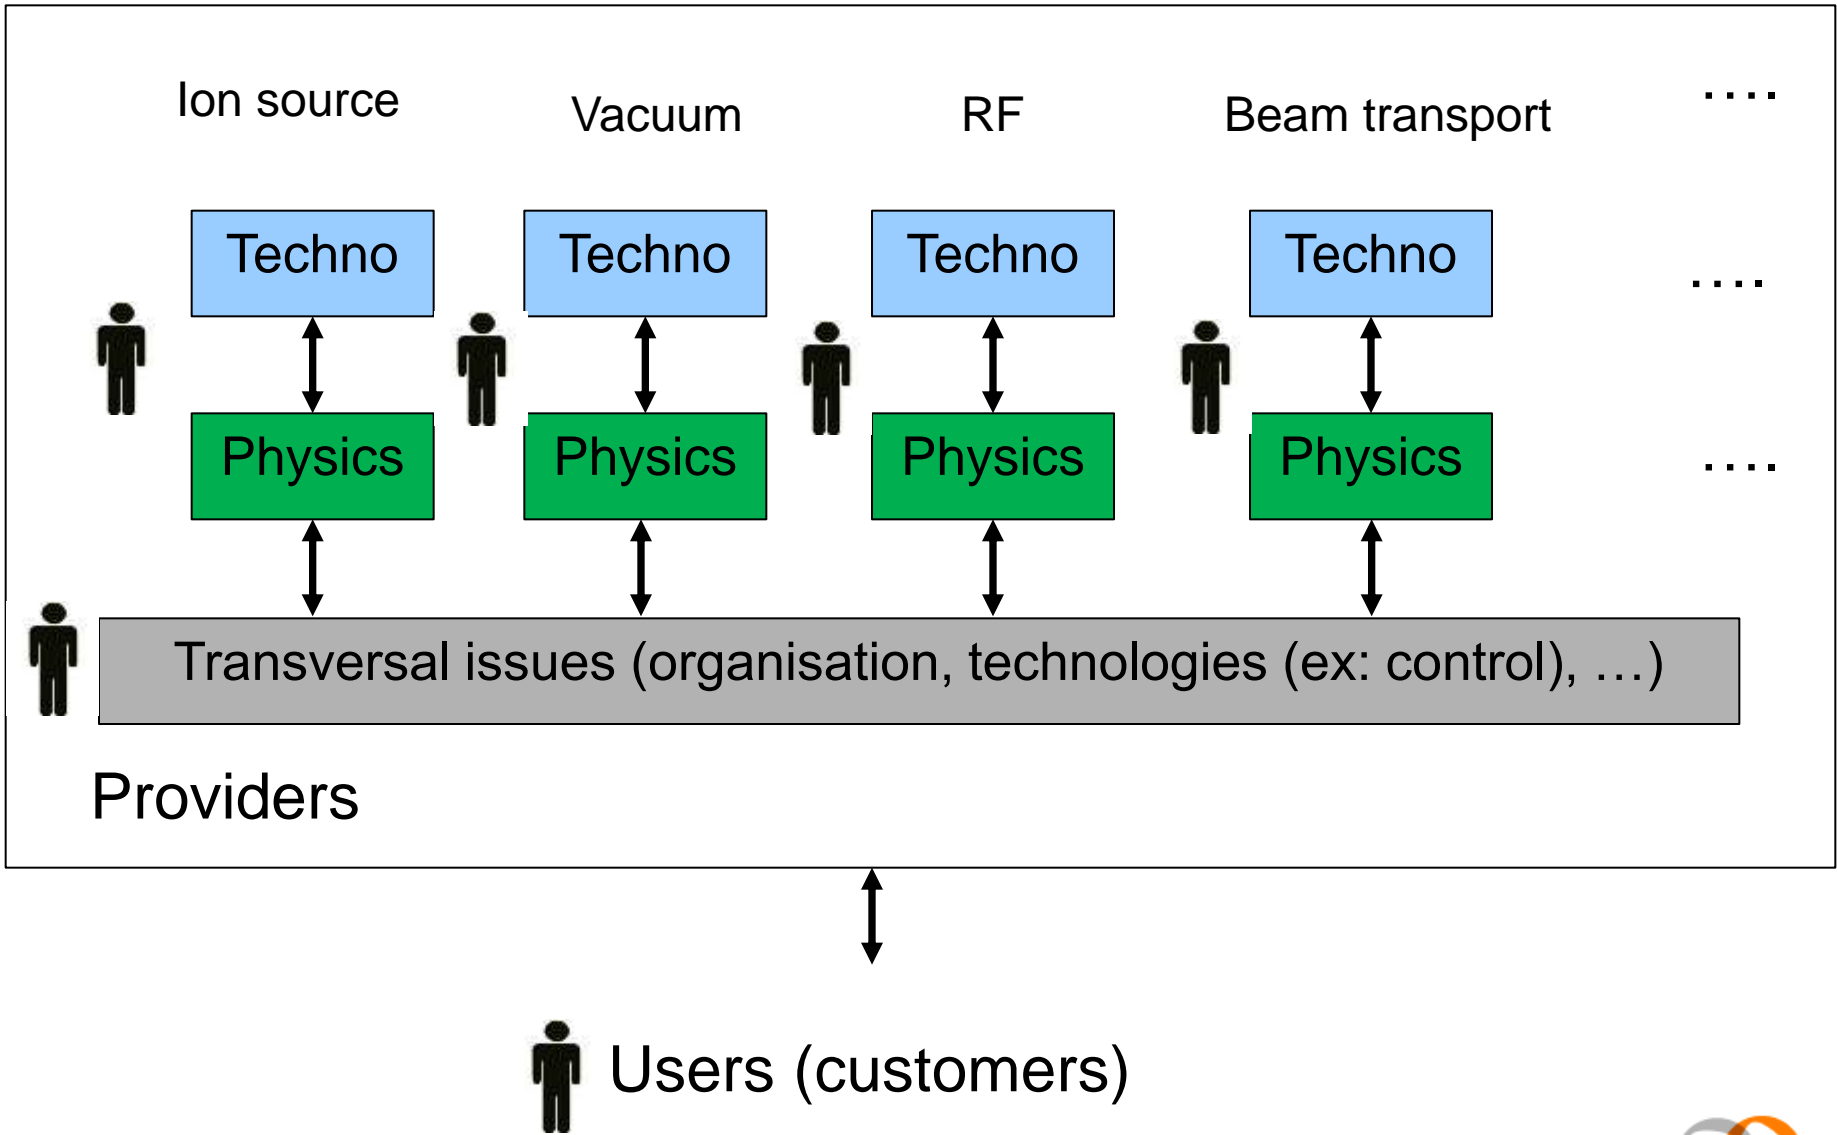 Ion source
Vacuum
RF
Beam transport
....
Techno
Techno
Techno
Techno
....
Physics
Physics
Physics
Physics
....
Transversal issues (organisation, technologies (ex: control), …)
Providers
Users (customers)